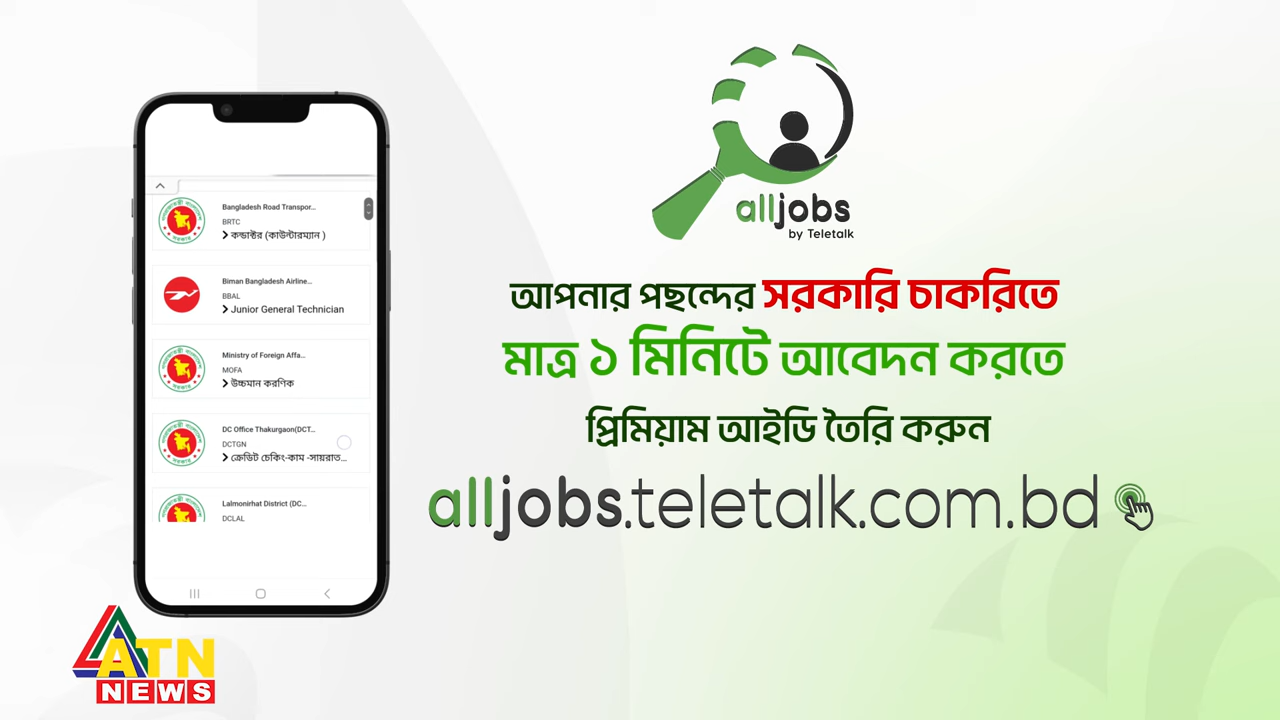 Bangladesh Road Transpor...
BRTC
কন্ডাক্টর (কাউন্টারম্যান )
Biman Bangladesh Airline...
BBAL
Junior General Technician
Ministry of Foreign Affa...
MOFA
উচ্চমান করণিক
DC Office Thakurgaon(DCT...
DCTGN
ক্রেডিট চেকিং-কাম -সায়রাত...
Lalmonirhat District (DC...
DCLAL
alljobs
by Teletalk
আপনার পছন্দের সরকারি চাকরিতে
মাত্র ১ মিনিটে আবেদন করতে
প্রিমিয়াম আইডি তৈরি করুন
alljobs.teletalk.com.bd
ATN
NEWS